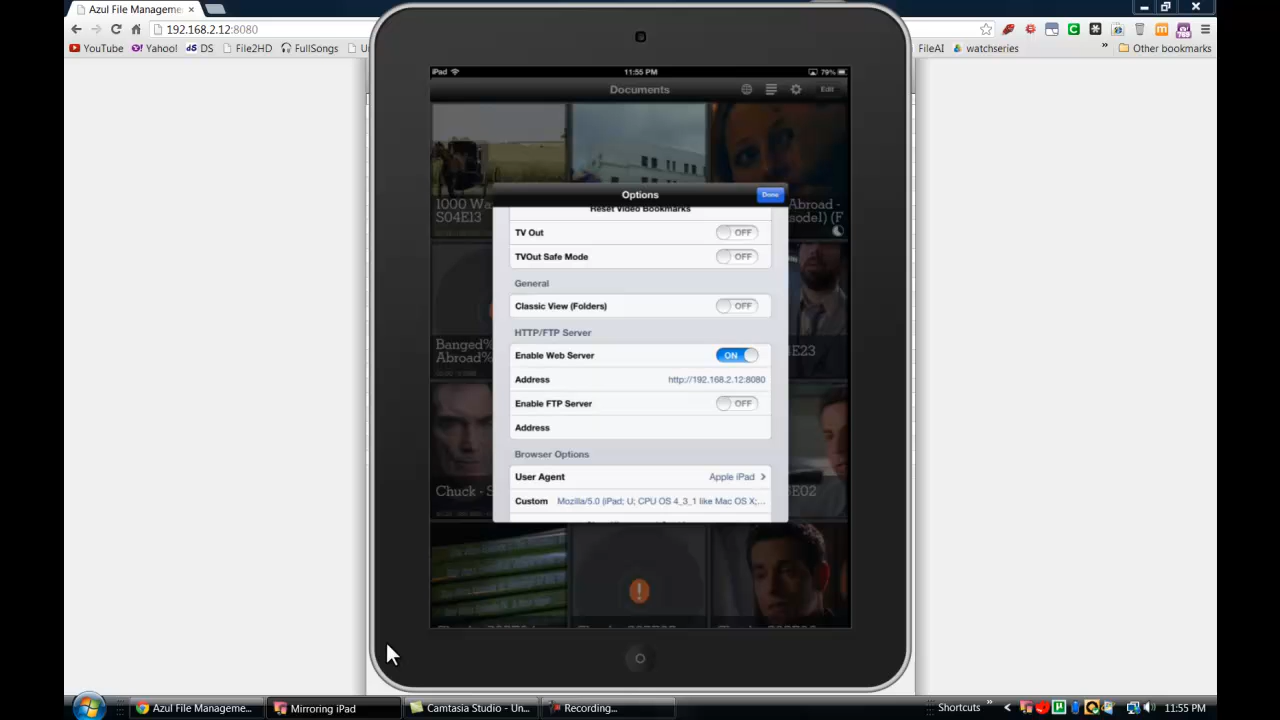 Azul File Manageme
192.168.2.12:8080
YouTube Yahoo! DS File2HD FullSongs FileAI watchseries » Other bookmarks
iPad 11:55 PM 79%
Documents Edit
1000 Wa
S04E13
Abroad -
Options Done
Reset Video Bookmarks
TV Out OFF
TVOut Safe Mode OFF
General
Classic View (Folders) OFF
HTTP/FTP Server
Enable Web Server ON
Address http://192.168.2.12:8080
Enable FTP Server OFF
Address
Browser Options
User Agent Apple iPad
Custom Mozilla/5.0 (iPad; U; CPU OS 4_3_1 like Mac OS X;...
Banged%
Abroad%
E23
Chuck - S
E02
Azul File Manageme... Mirroring iPad Camtasia Studio - Un... Recording... Shortcuts » 11:55 PM